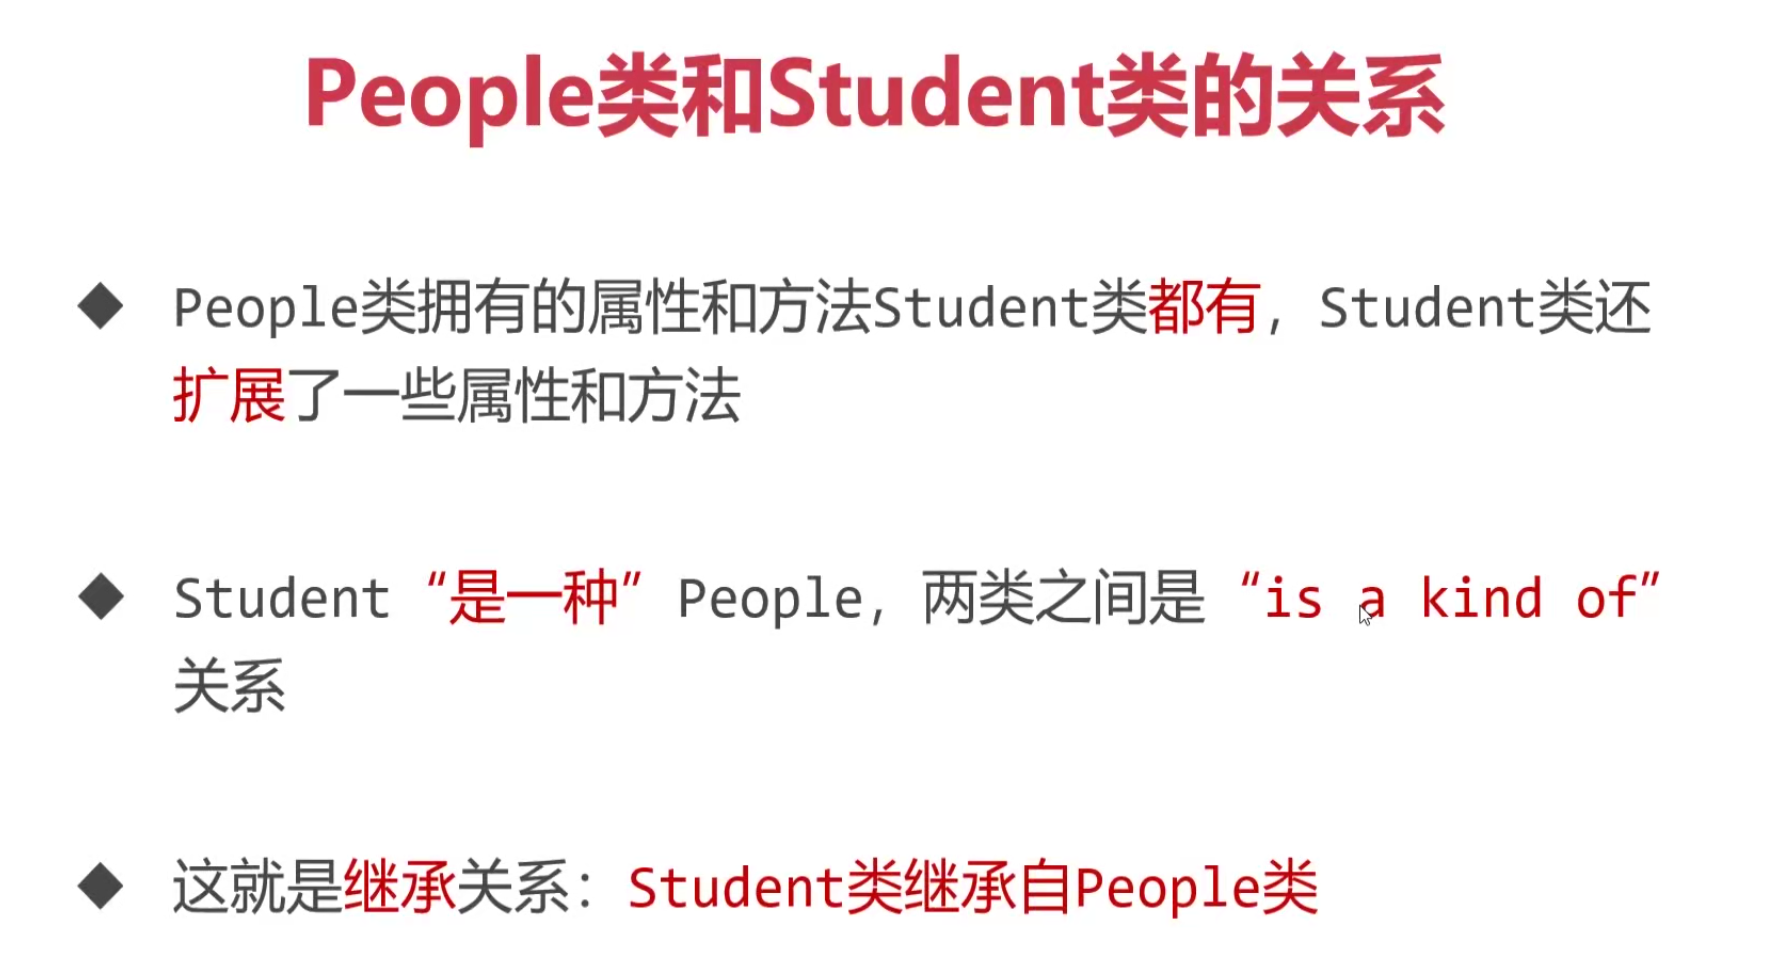 People类和Student类的关系
◆ People类拥有的属性和方法Student类都有，Student类还
扩展了一些属性和方法
◆ Student“是一种”People，两类之间是“is a kind of”
关系
◆ 这就是继承关系：Student类继承自People类